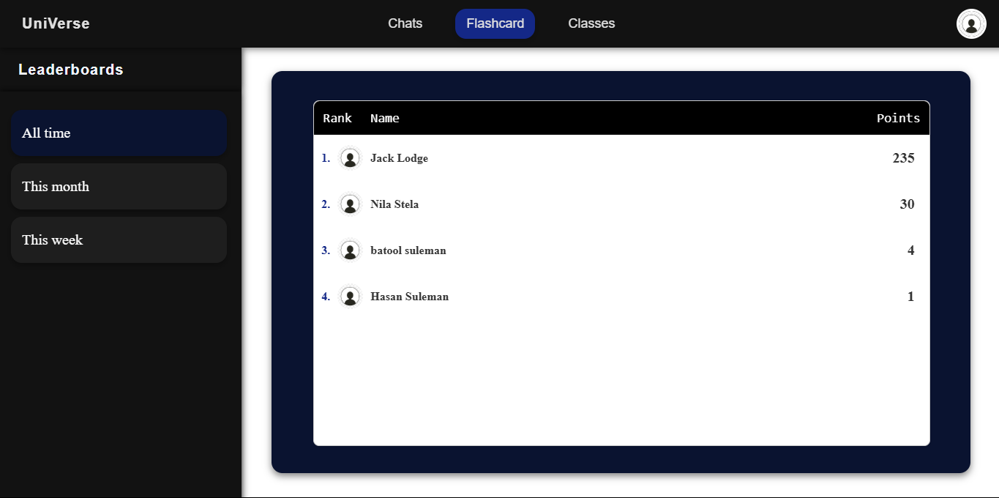 UniVerse Chats Flashcard Classes
Leaderboards
All time
This month
This week
Rank Name Points
1. Jack Lodge 235
2. Nila Stela 30
3. batool suleman 4
4. Hasan Suleman 1